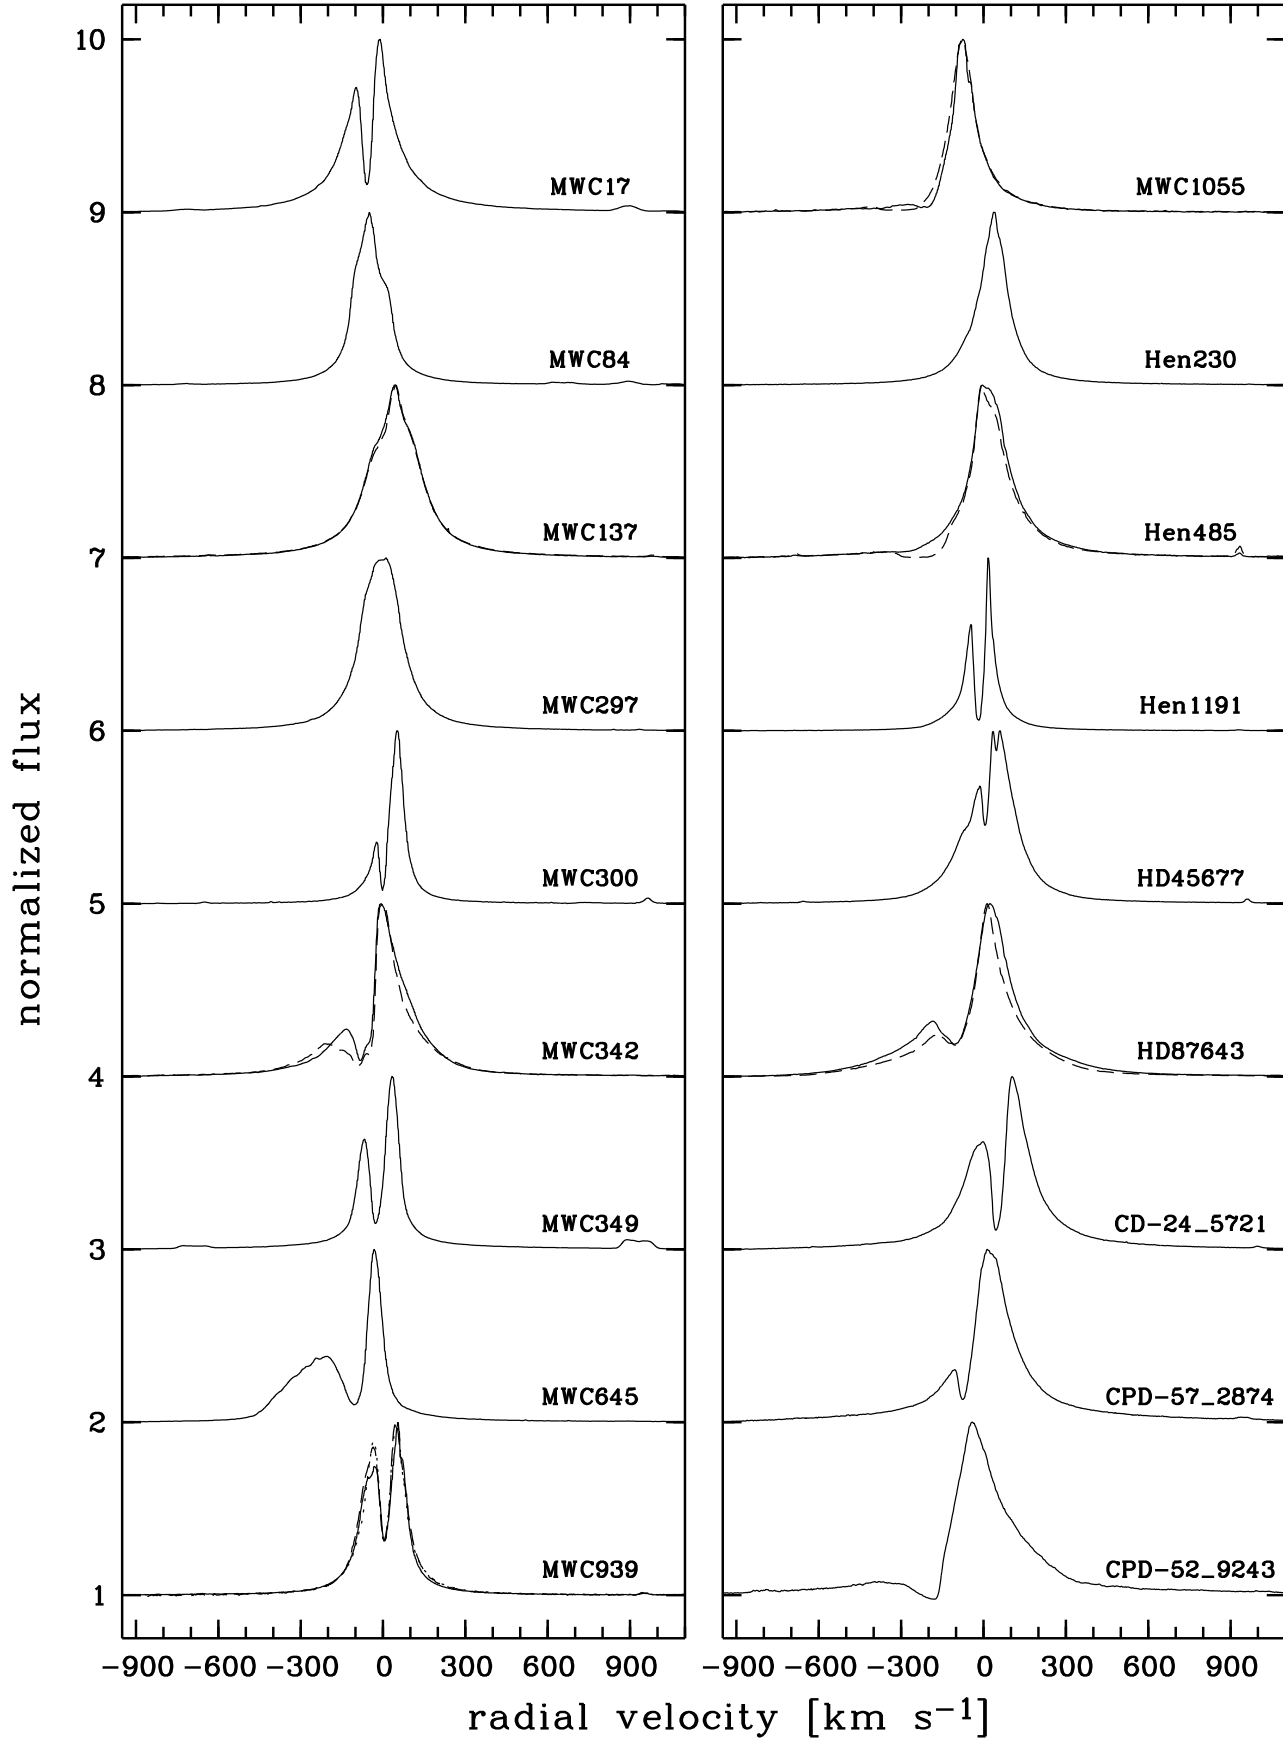 10
9
8
7
6
5
4
3
2
1
normalized flux
MWC17
MWC84
MWC137
MWC297
MWC300
MWC342
MWC349
MWC645
MWC939
MWC1055
Hen230
Hen485
Hen1191
HD45677
HD87643
CD-24_5721
CPD-57_2874
CPD-52_9243
-900 -600 -300 0 300 600 900
-900 -600 -300 0 300 600 900
radial velocity [km s⁻¹]